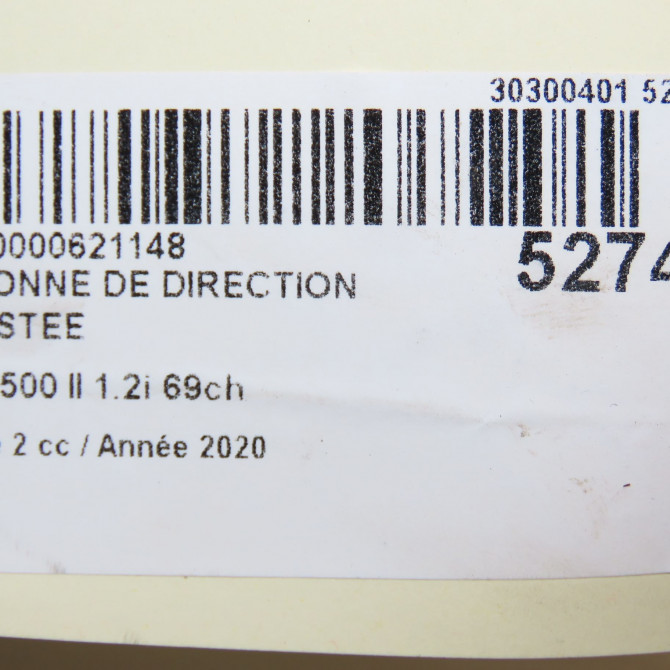 30300401 52
0000621148
5274
ONNE DE DIRECTION
STEE
500 II 1.2i 69ch
2 cc / Année 2020